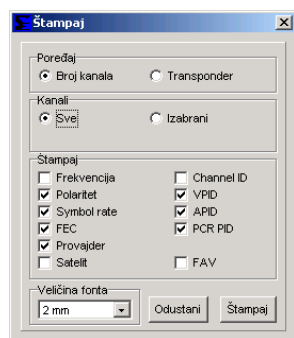 Štampaj
Poređaj
Broj kanala Transponder
Kanali
Sve Izabrani
Štampaj
Frekvencija Channel ID
Polaritet VPID
Symbol rate APID
FEC PCR PID
Provajder
Satelit FAV
Veličina fonta
2 mm Odustani Štampaj